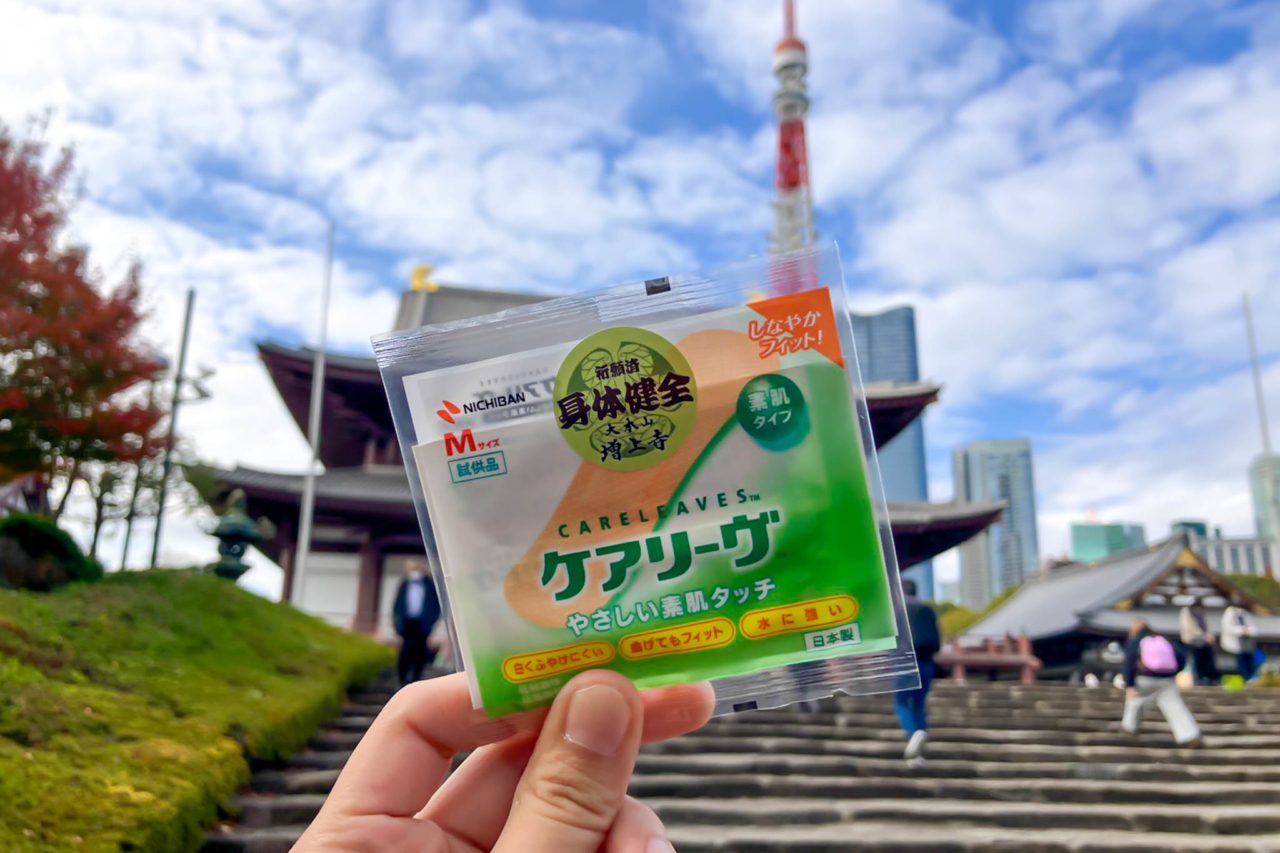 しなやか
フィット!
祈願済
身体健全
大本山
増上寺
NICHIBAN
Mサイズ
試供品
素肌
タイプ
CARELEAVES™
ケアリーヴ™
やさしい素肌タッチ
白くふやけにくい
曲げてもフィット
水に強い
日本製